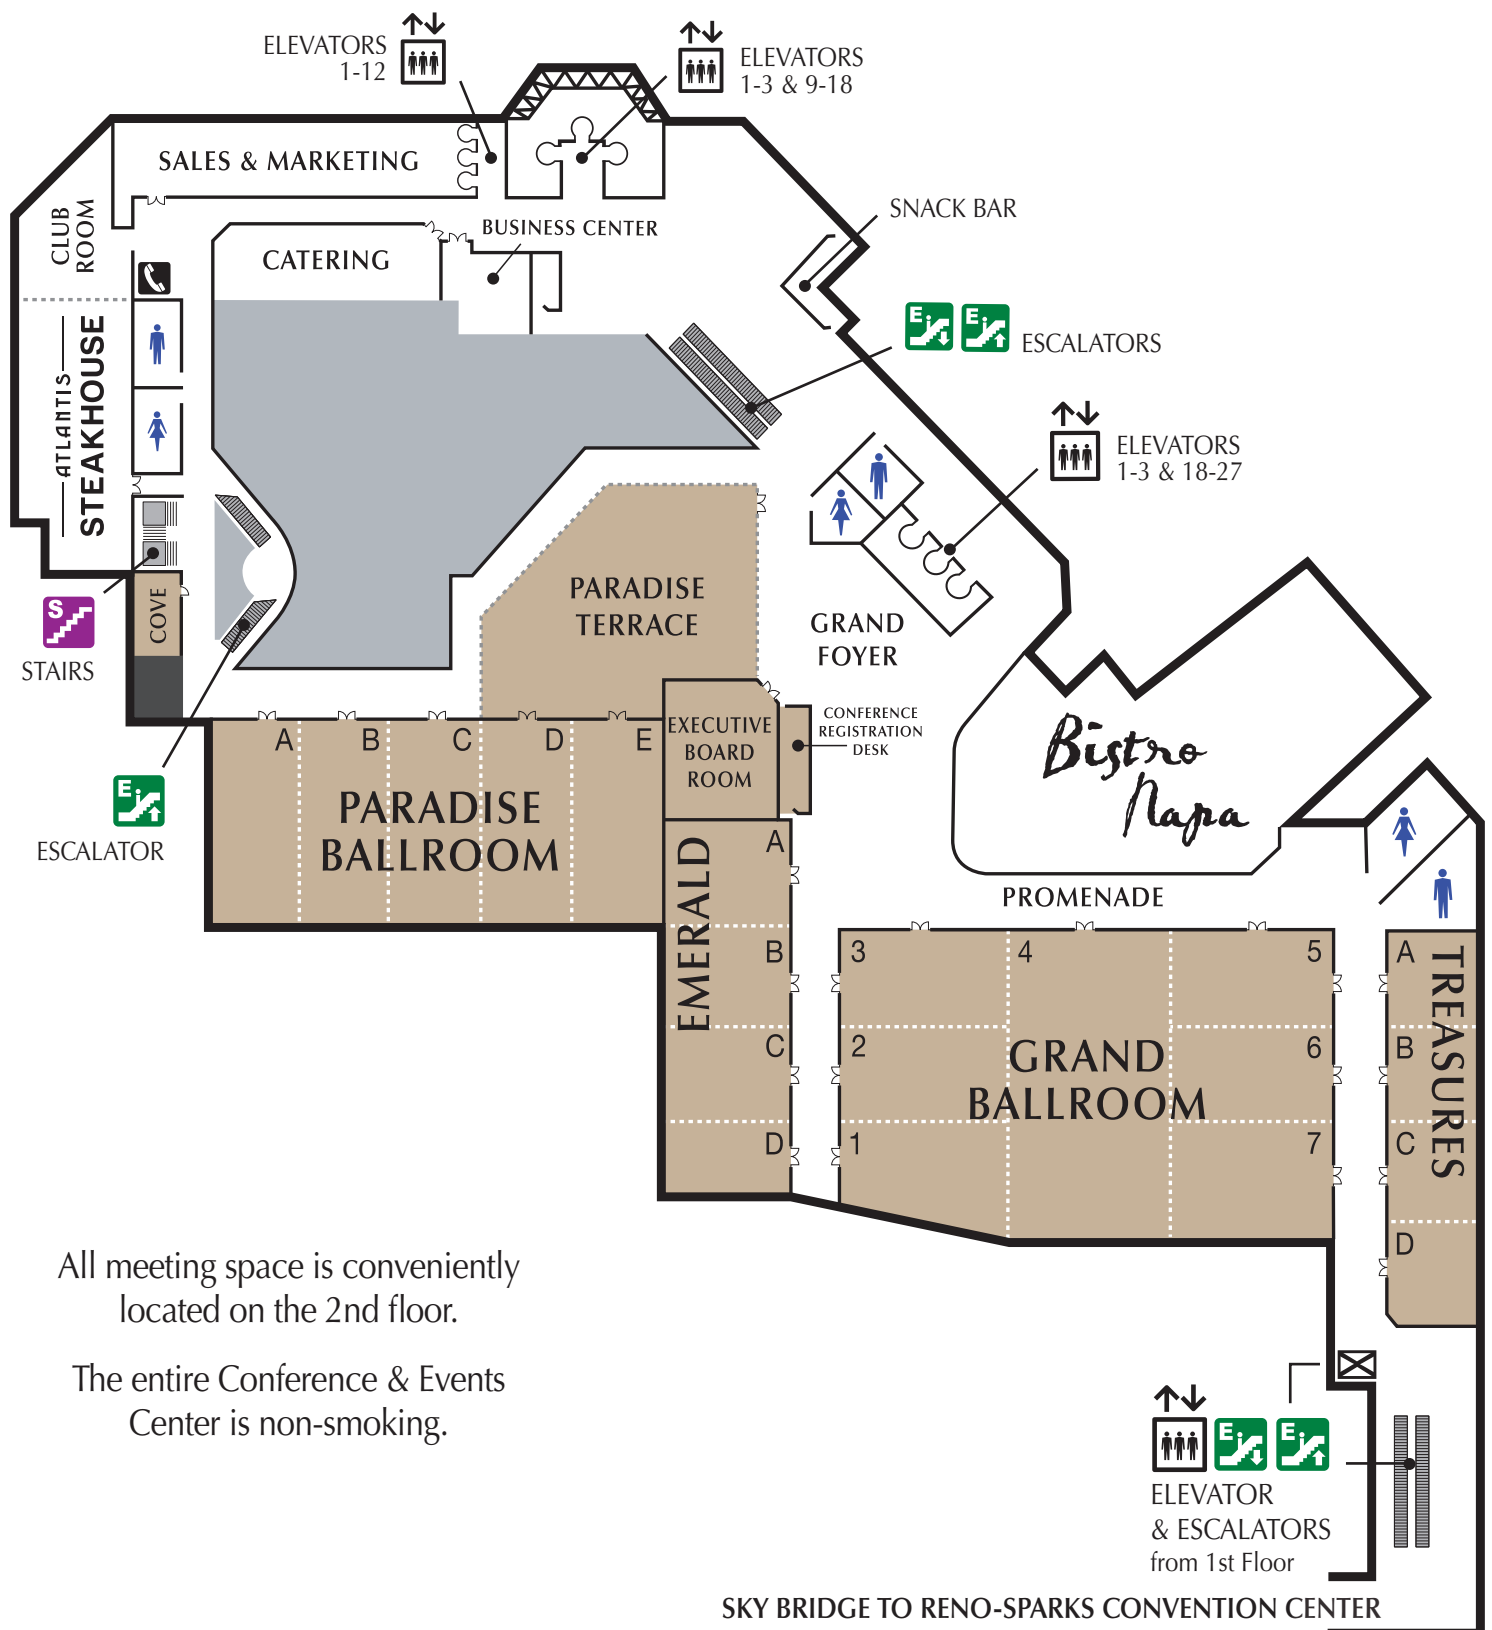 ELEVATORS
1-12
ELEVATORS
1-3 & 9-18
SALES & MARKETING
CLUB
ROOM
BUSINESS CENTER
SNACK BAR
CATERING
E
E
ESCALATORS
ATLANTIS
STEAKHOUSE
ELEVATORS
1-3 & 18-27
PARADISE
TERRACE
COVE
S
STAIRS
GRAND
FOYER
CONFERENCE
REGISTRATION
DESK
EXECUTIVE
BOARD
ROOM
A
B
C
D
E
PARADISE
BALLROOM
Bistro
Napa
E
ESCALATOR
EMERALD
A
B
C
D
PROMENADE
3
4
5
2
6
1
7
GRAND
BALLROOM
TREASURES
A
B
C
D
All meeting space is conveniently
located on the 2nd floor.
The entire Conference & Events
Center is non-smoking.
E
E
ELEVATOR
& ESCALATORS
from 1st Floor
SKY BRIDGE TO RENO-SPARKS CONVENTION CENTER